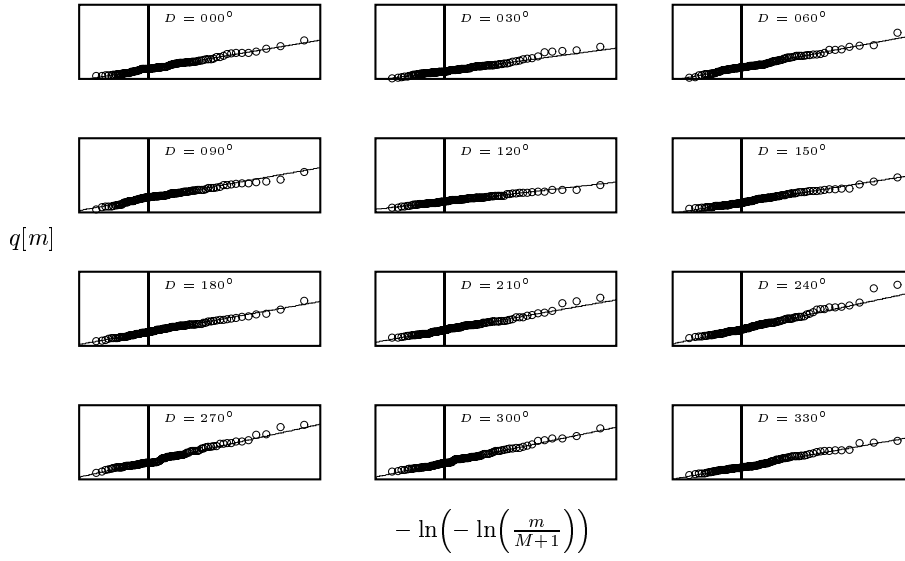 D = 000° D = 030° D = 060°
D = 090° D = 120° D = 150°
q[m]
D = 180° D = 210° D = 240°
D = 270° D = 300° D = 330°
− ln(− ln(m/(M+1)))